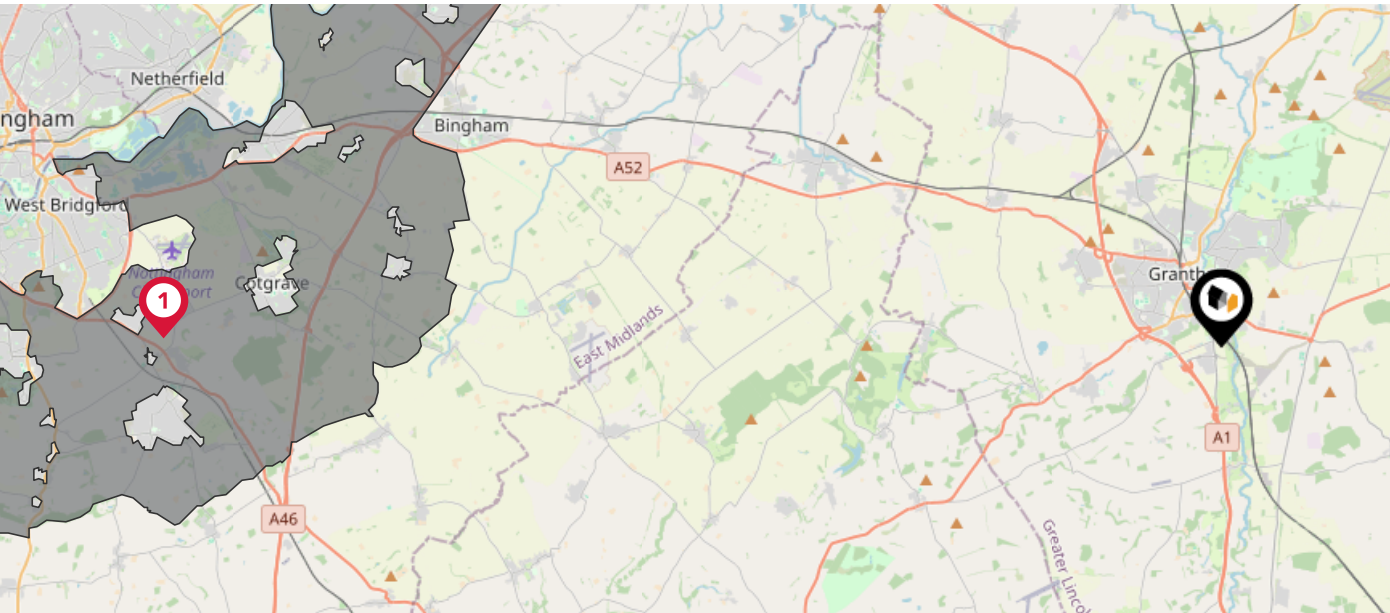 Netherfield
ngham
Bingham
A52
West Bridgford
Nottingham
Cotgrave
1
Granth
East Midlands
A1
A46
Greater Linco